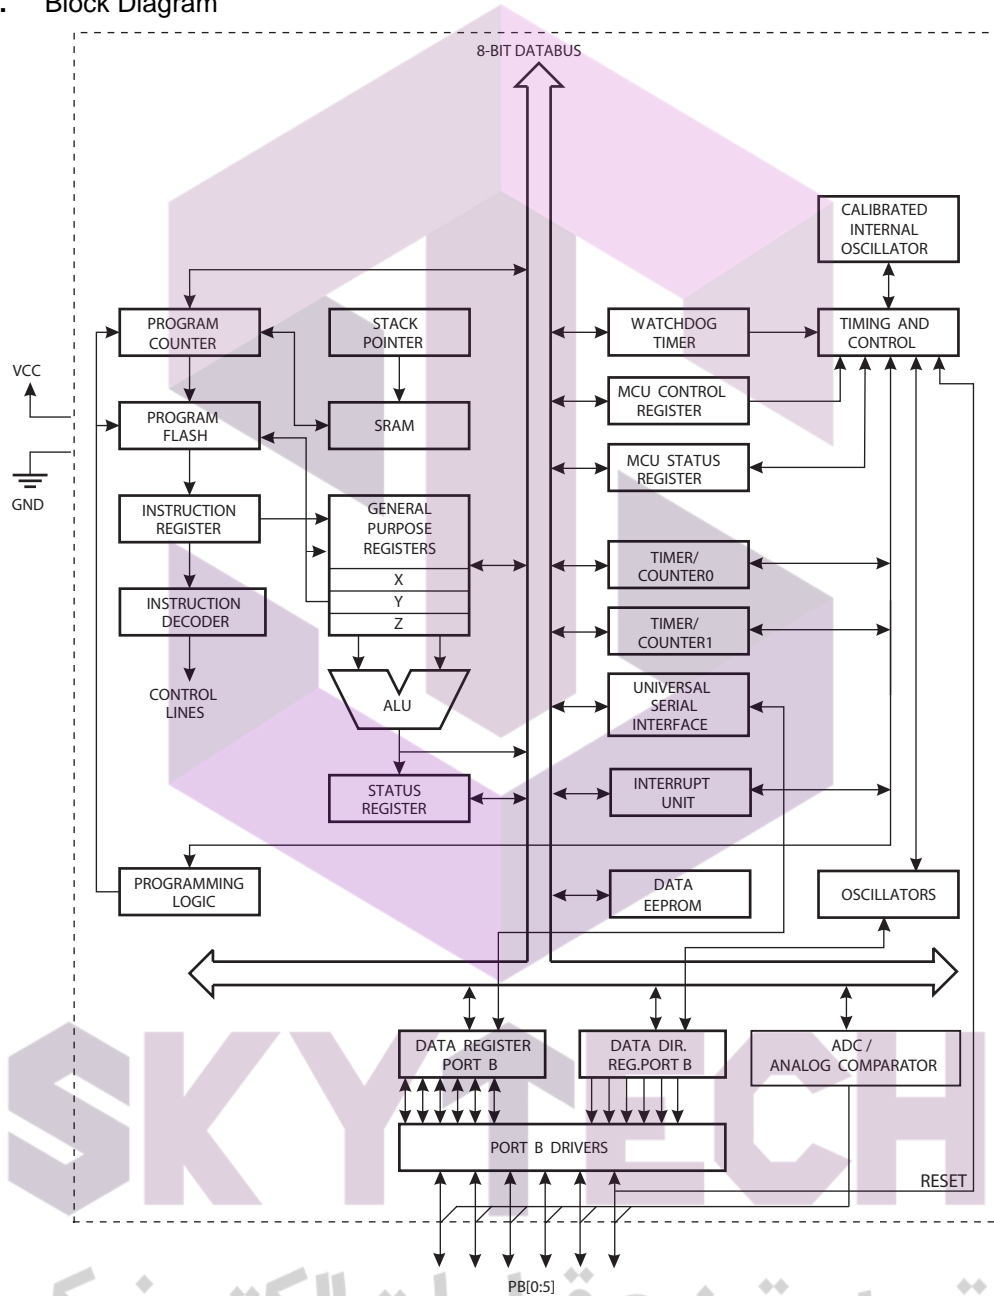 . Block Diagram
8-BIT DATABUS
CALIBRATED
INTERNAL
OSCILLATOR
PROGRAM
COUNTER
STACK
POINTER
WATCHDOG
TIMER
TIMING AND
CONTROL
VCC
MCU CONTROL
REGISTER
PROGRAM
FLASH
SRAM
MCU STATUS
REGISTER
GND
INSTRUCTION
REGISTER
GENERAL
PURPOSE
REGISTERS
X
Y
Z
TIMER/
COUNTER0
INSTRUCTION
DECODER
TIMER/
COUNTER1
CONTROL
LINES
ALU
UNIVERSAL
SERIAL
INTERFACE
STATUS
REGISTER
INTERRUPT
UNIT
PROGRAMMING
LOGIC
DATA
EEPROM
OSCILLATORS
DATA REGISTER
PORT B
DATA DIR.
REG.PORT B
ADC /
ANALOG COMPARATOR
PORT B DRIVERS
RESET
SKYTECH
PB[0:5]